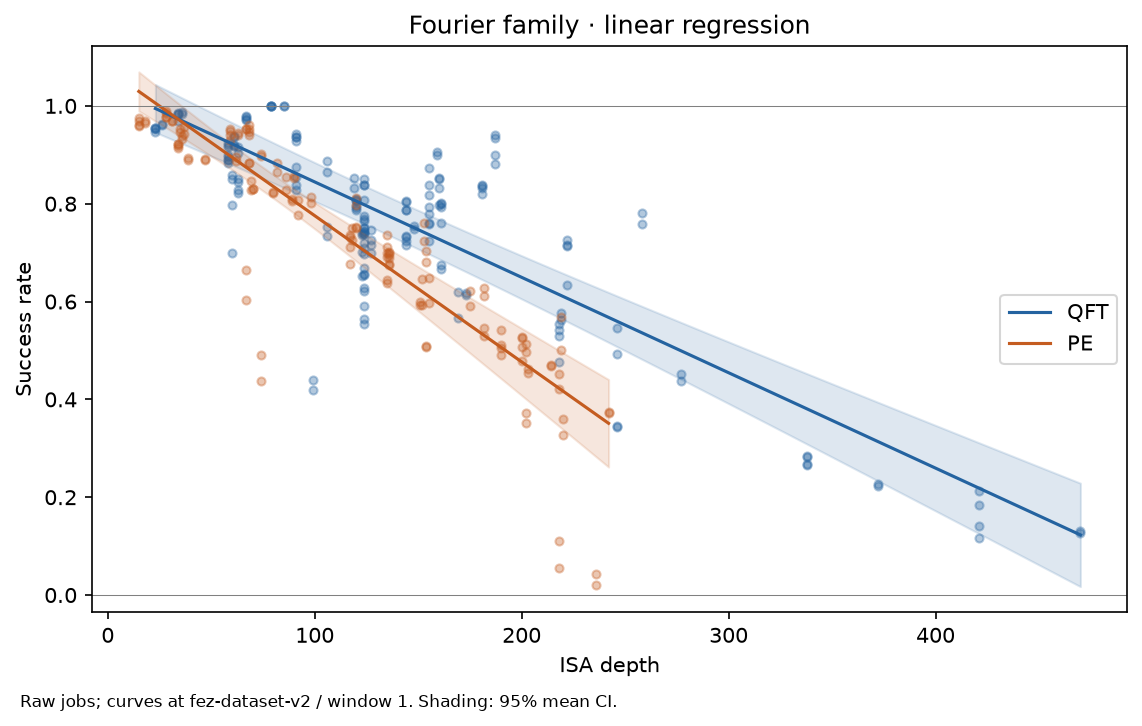 Fourier family · linear regression
Success rate
1.0
0.8
0.6
0.4
0.2
0.0
QFT
PE
0 100 200 300 400
ISA depth
Raw jobs; curves at fez-dataset-v2 / window 1. Shading: 95% mean CI.